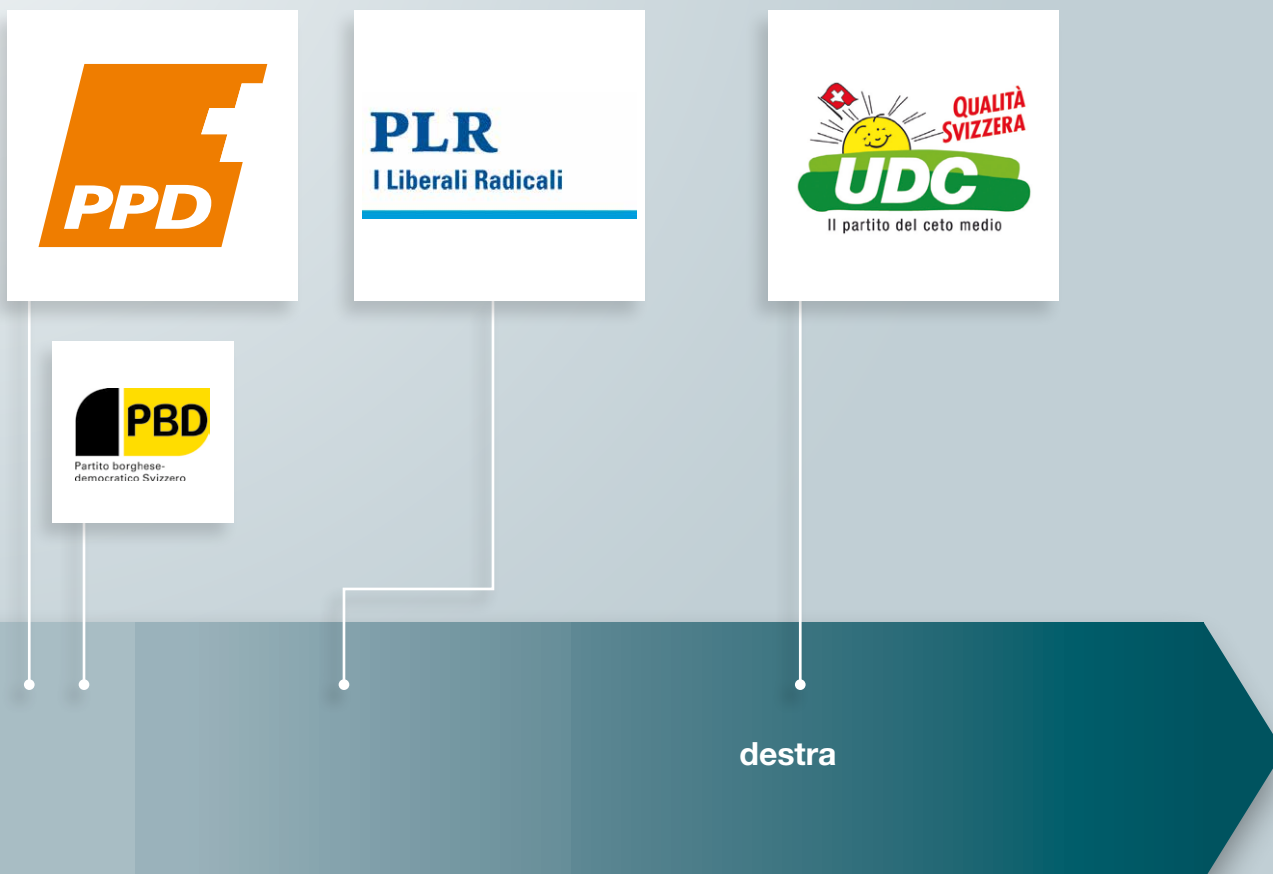 PPD
PLR
I Liberali Radicali
QUALITÀ
SVIZZERA
UDC
Il partito del ceto medio
PBD
Partito borghese-
democratico Svizzero
destra